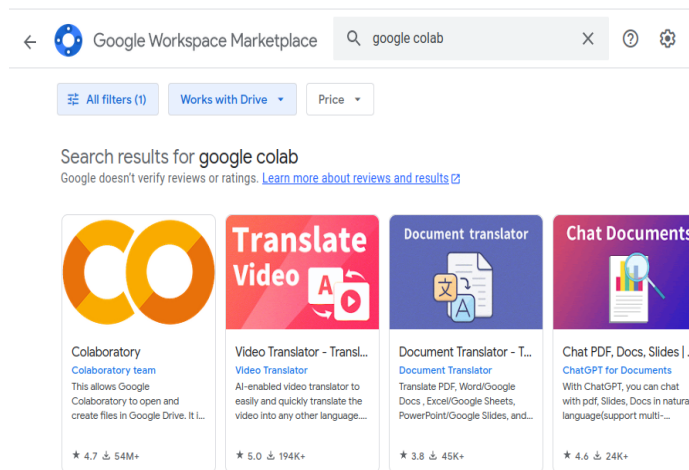 Google Workspace Marketplace
google colab
All filters (1)
Works with Drive
Price
Search results for google colab
Google doesn't verify reviews or ratings. Learn more about reviews and results
Colaboratory
Colaboratory team
This allows Google
Colaboratory to open and
create files in Google Drive. It i...
4.7 54M+
Translate
Video
A
Video Translator - Transl...
Video Translator
AI-enabled video translator to
easily and quickly translate the
video into any other language....
5.0 194K+
Document translator
文
A
Document Translator - T...
Document Translator
Translate PDF, Word/Google
Docs , Excel/Google Sheets,
PowerPoint/Google Slides, and...
3.8 45K+
Chat Documents
Chat PDF, Docs, Slides | .
ChatGPT for Documents
With ChatGPT, you can chat
with pdf, Slides, Docs in natura
language(support multi-...
4.6 24K+